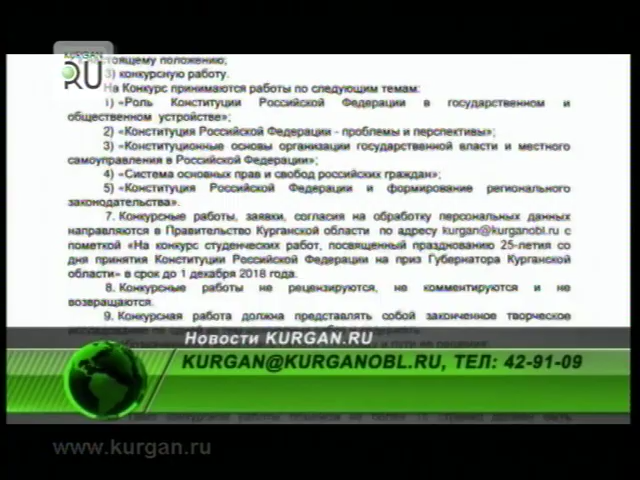 KURGAN
RU
настоящему положению;
3) конкурсную работу.
На Конкурс принимаются работы по следующим темам:
1) «Роль Конституции Российской Федерации в государственном и
общественном устройстве»;
2) «Конституция Российской Федерации - проблемы и перспективы»;
3) «Конституционные основы организации государственной власти и местного
самоуправления в Российской Федерации»;
4) «Система основных прав и свобод российских граждан»;
5) «Конституция Российской Федерации и формирование регионального
законодательства».
7. Конкурсные работы, заявки, согласия на обработку персональных данных
направляются в Правительство Курганской области по адресу kurgan@kurganobl.ru с
пометкой «На конкурс студенческих работ, посвященный празднованию 25-летия со
дня принятия Конституции Российской Федерации на приз Губернатора Курганской
области» в срок до 1 декабря 2018 года.
8. Конкурсные работы не рецензируются, не комментируются и не
возвращаются.
9. Конкурсная работа должна представлять собой законченное творческое
Новости KURGAN.RU
KURGAN@KURGANOBL.RU, ТЕЛ: 42-91-09
www.kurgan.ru